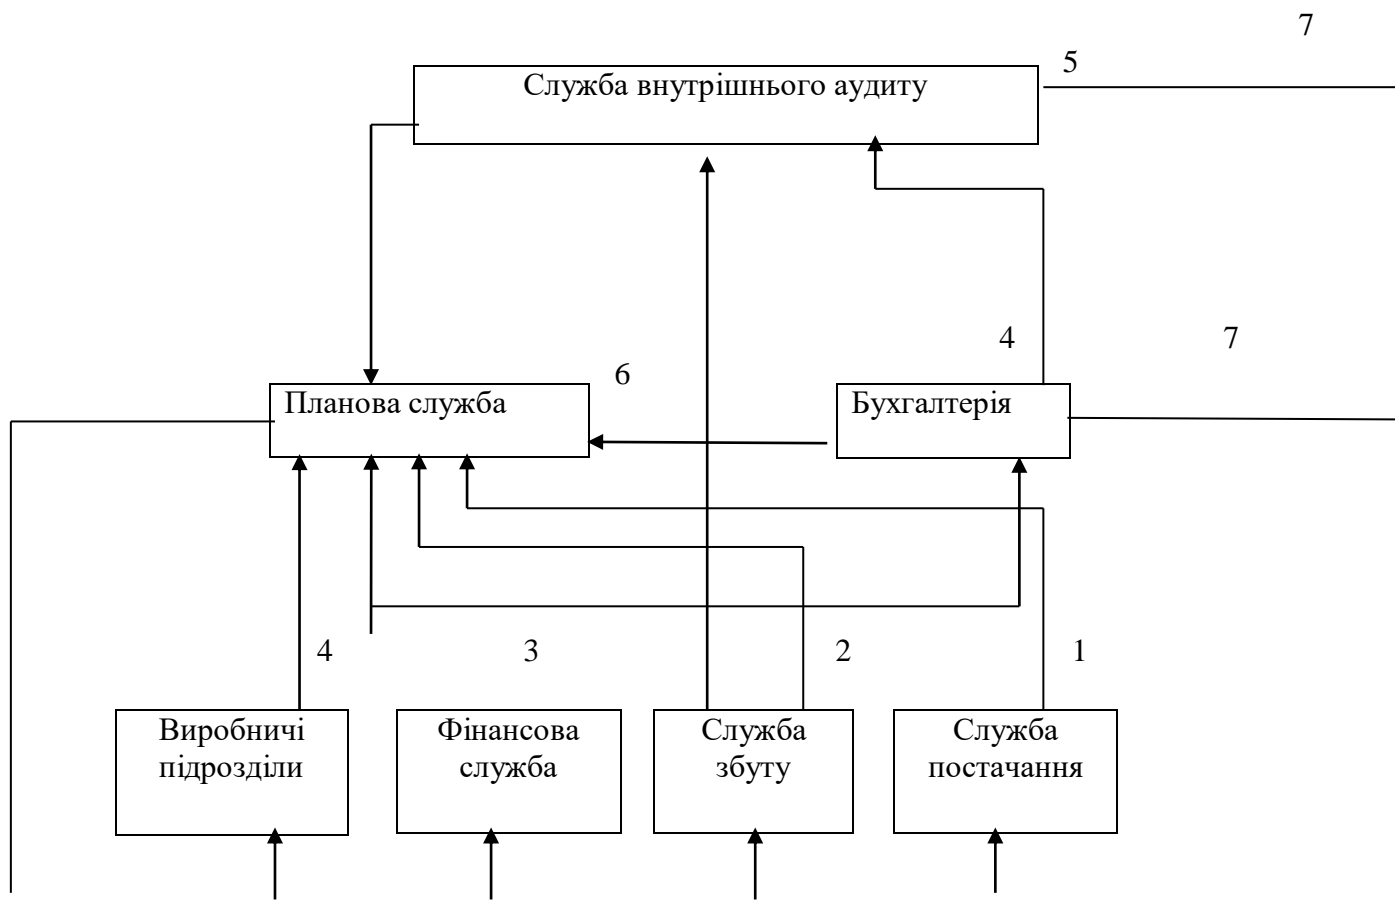 7
5
Служба внутрішнього аудиту
4
7
6
Планова служба
Бухгалтерія
4
3
2
1
Виробничі
підрозділи
Фінансова
служба
Служба
збуту
Служба
постачання